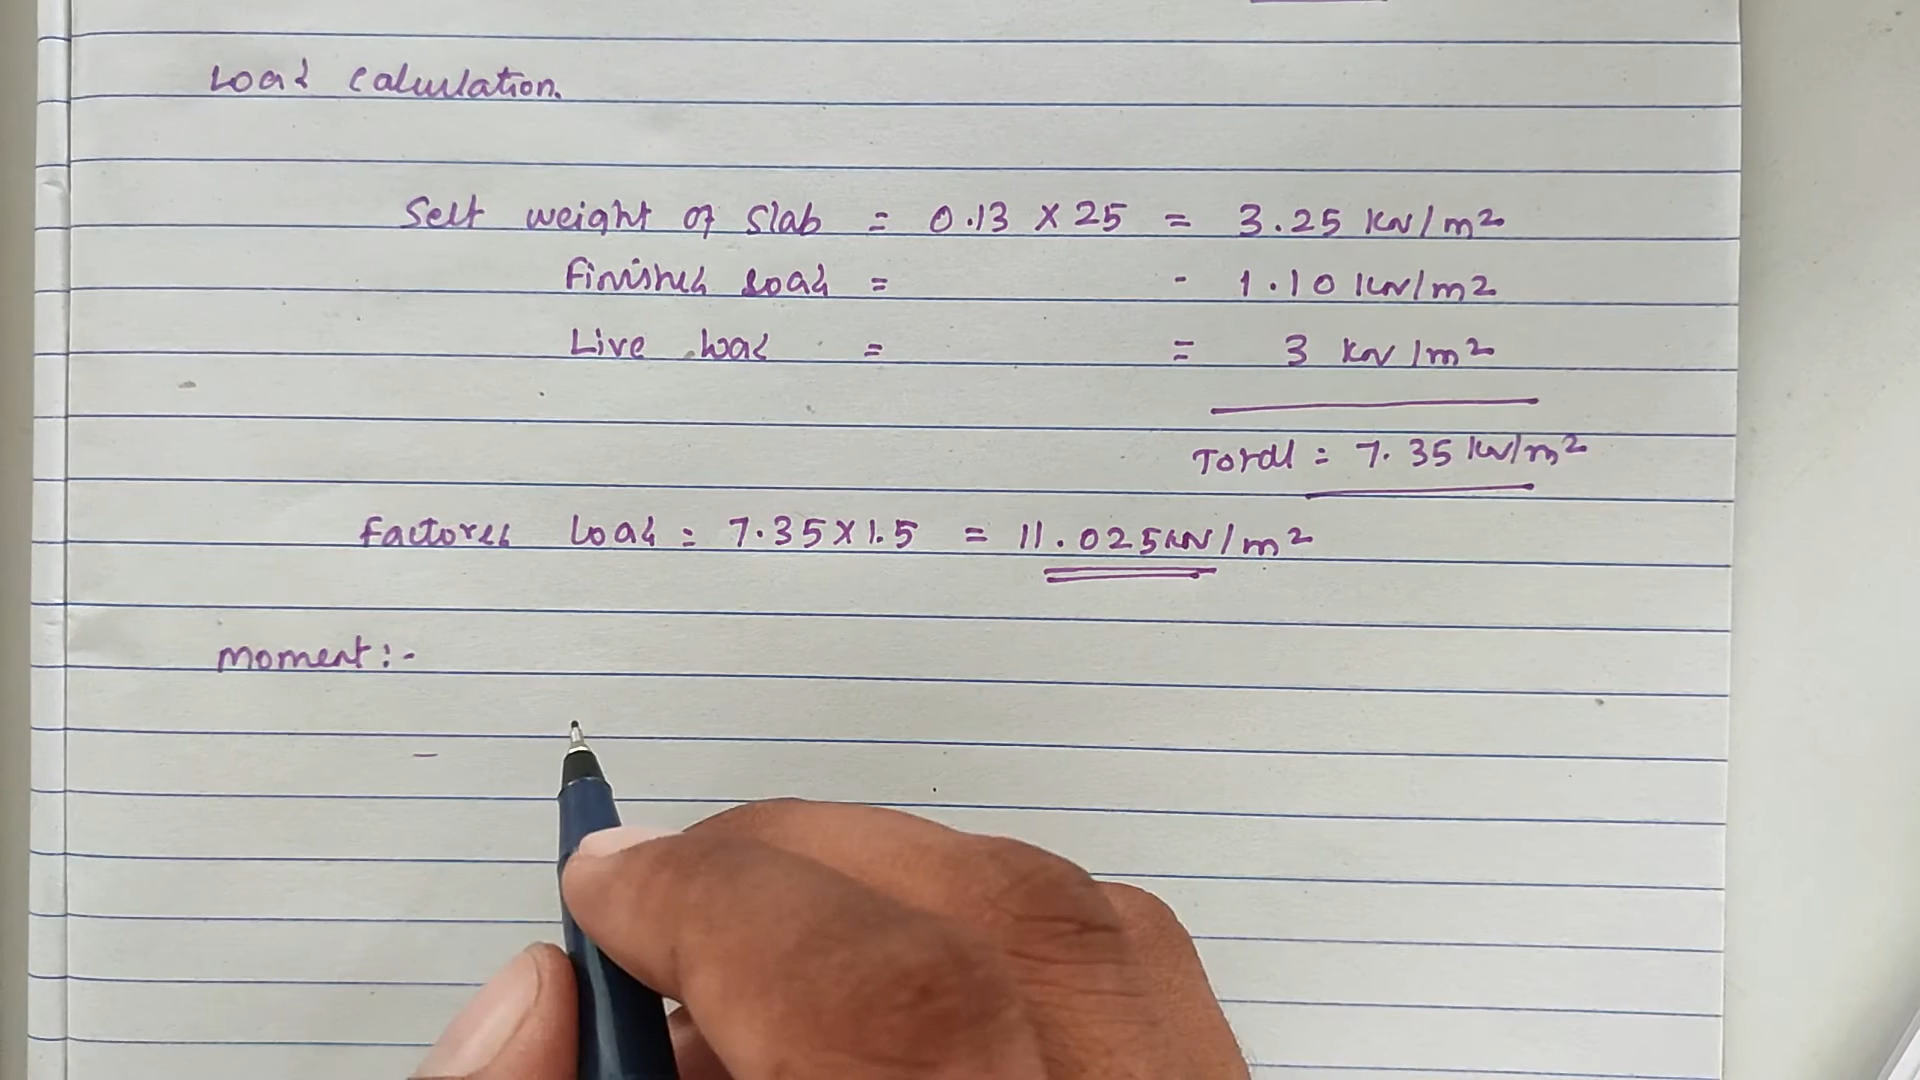 Load calculation.
Self weight of slab = 0.13 × 25 = 3.25 KN/m2
Finished load = - 1.10 KN/m2
Live load = = 3 KN/m2
Total = 7.35 KN/m2
Factored load = 7.35 × 1.5 = 11.025 KN/m2
moment:-